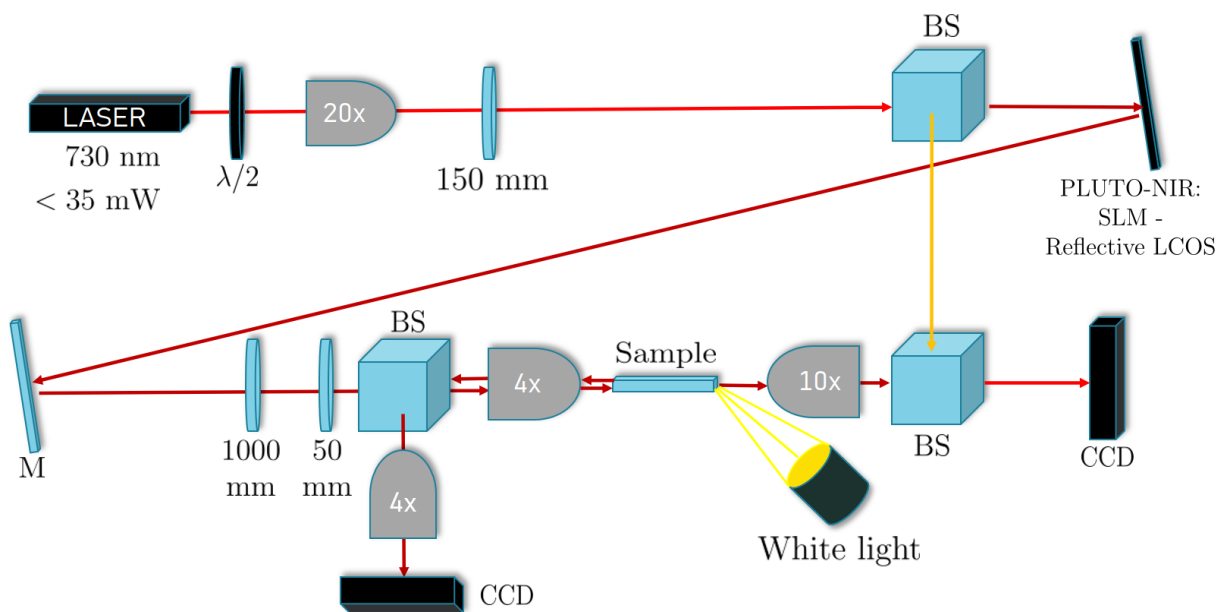 BS
LASER
20x
730 nm
< 35 mW
λ/2
150 mm
PLUTO-NIR:
SLM -
Reflective LCOS
BS
Sample
4x
10x
M
1000
mm
50
mm
BS
CCD
4x
White light
CCD